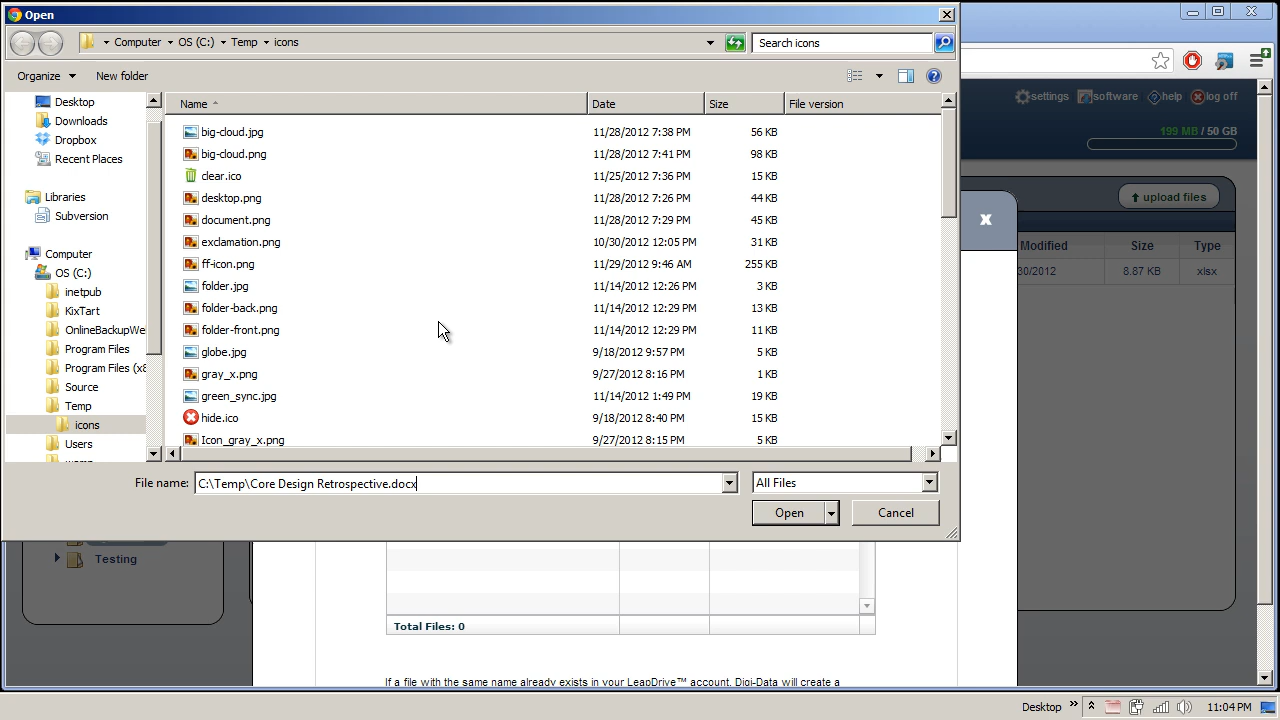 Open
Computer OS (C:) Temp icons
Search icons
Organize New folder
settings software help log off
199 MB / 50 GB
upload files
x
Modified Size Type
30/2012 8.87 KB xlsx
Desktop
Downloads
Dropbox
Recent Places
Libraries
Subversion
Computer
OS (C:)
inetpub
KixTart
OnlineBackupWe
Program Files
Program Files (x8
Source
Temp
icons
Users
Name Date Size File version
big-cloud.jpg 11/28/2012 7:38 PM 56 KB
big-cloud.png 11/28/2012 7:41 PM 98 KB
clear.ico 11/25/2012 7:36 PM 15 KB
desktop.png 11/28/2012 7:26 PM 44 KB
document.png 11/28/2012 7:29 PM 45 KB
exclamation.png 10/30/2012 12:05 PM 31 KB
ff-icon.png 11/29/2012 9:46 AM 255 KB
folder.jpg 11/14/2012 12:26 PM 3 KB
folder-back.png 11/14/2012 12:29 PM 13 KB
folder-front.png 11/14/2012 12:29 PM 11 KB
globe.jpg 9/18/2012 9:57 PM 5 KB
gray_x.png 9/27/2012 8:16 PM 1 KB
green_sync.jpg 11/14/2012 1:49 PM 19 KB
hide.ico 9/18/2012 8:40 PM 15 KB
Icon_gray_x.png 9/27/2012 8:15 PM 5 KB
File name: C:\Temp\Core Design Retrospective.docx
All Files
Open Cancel
Testing
Total Files: 0
If a file with the same name already exists in your LeapDrive™ account, Digi-Data will create a
Desktop » 11:04 PM